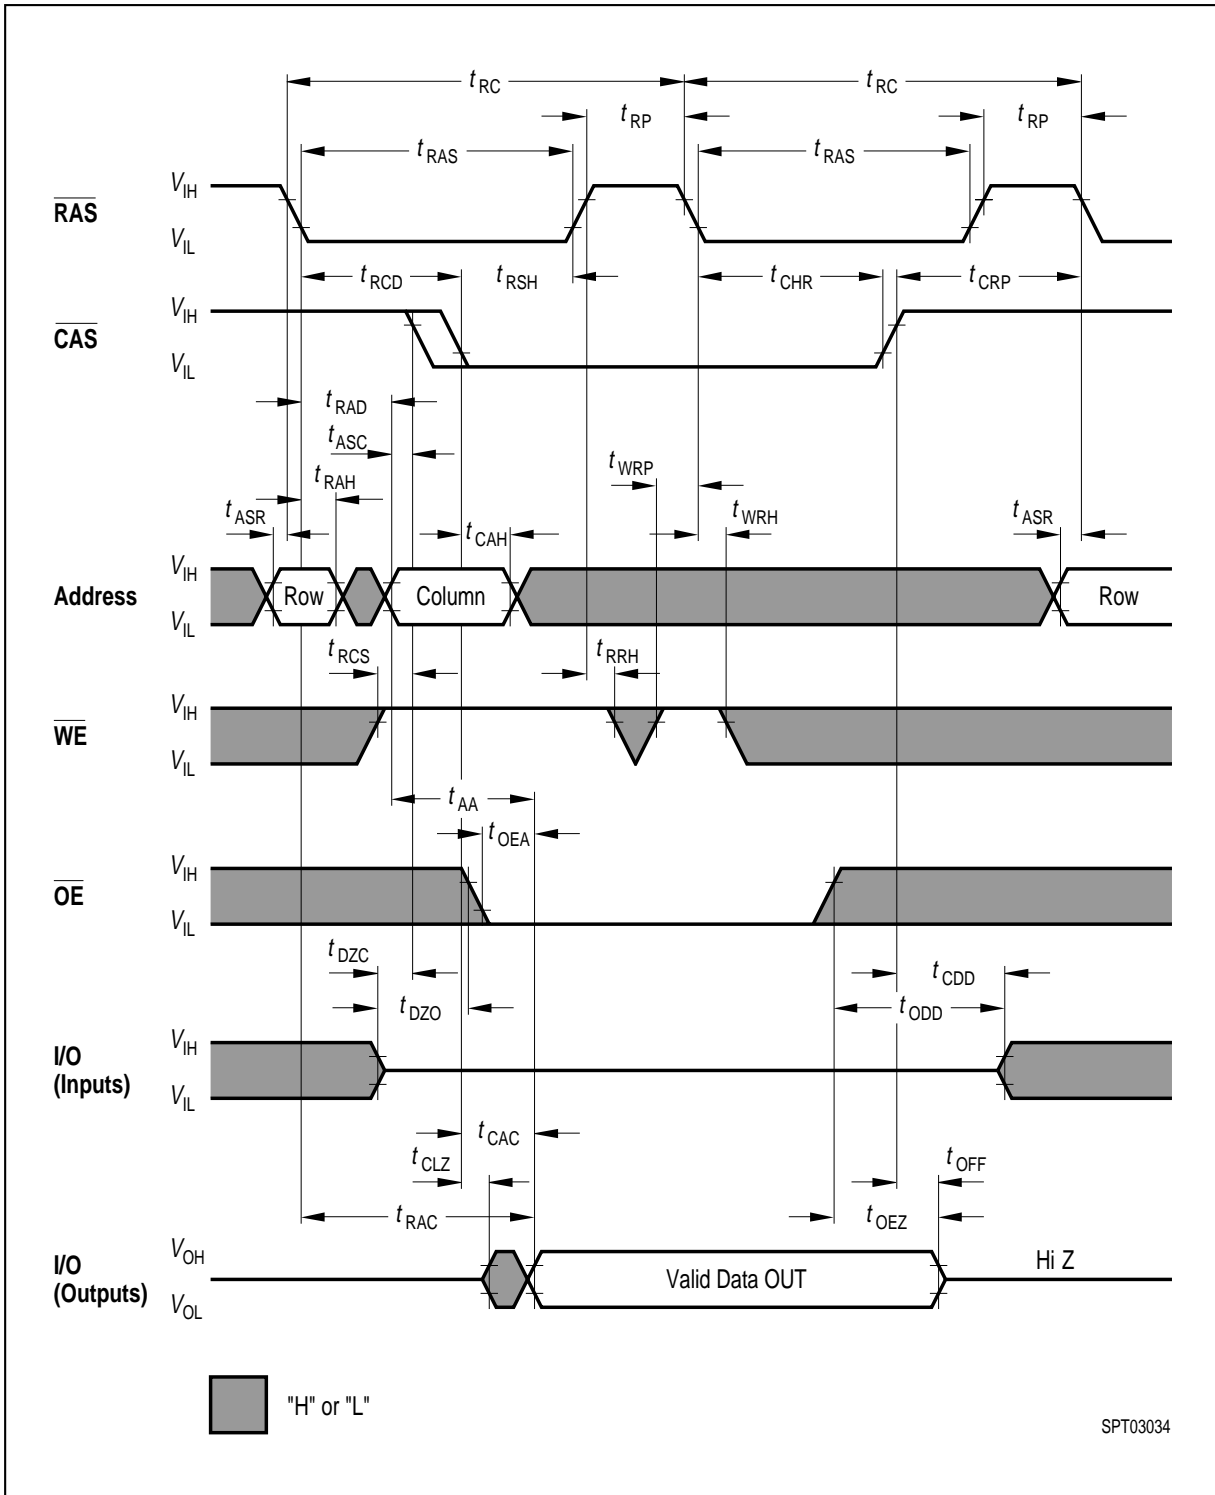 tRC tRC
tRP tRP
tRAS tRAS
RAS VIH
VIL
tRCD tRSH tCHR tCRP
CAS VIH
VIL
tRAD
tASC
tWRP
tRAH
tASR tCAH tWRH tASR
Address VIH
Row Column Row
VIL
tRCS tRRH
WE VIH
VIL
tAA
tOEA
OE VIH
VIL
tDZC tCDD
tDZO tODD
I/O
(Inputs) VIH
VIL
tCAC
tCLZ tOFF
tRAC tOEZ
I/O
(Outputs) VOH
Valid Data OUT Hi Z
VOL
"H" or "L"
SPT03034